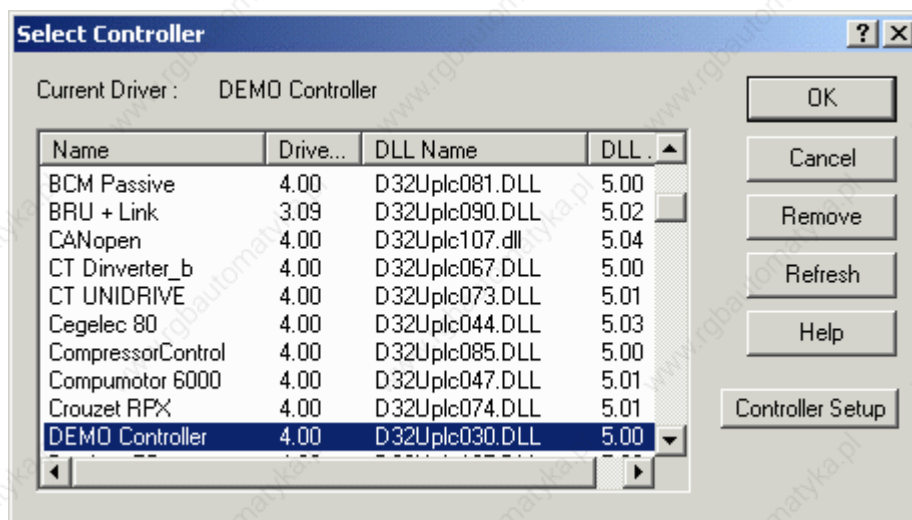 Select Controller
Current Driver : DEMO Controller
OK
Cancel
Remove
Refresh
Help
Controller Setup
Name Drive... DLL Name DLL .
BCM Passive 4.00 D32Uplc081.DLL 5.00
BRU + Link 3.09 D32Uplc090.DLL 5.02
CANopen 4.00 D32Uplc107.dll 5.04
CT Dinverter_b 4.00 D32Uplc067.DLL 5.00
CT UNIDRIVE 4.00 D32Uplc073.DLL 5.01
Cegelec 80 4.00 D32Uplc044.DLL 5.03
CompressorControl 4.00 D32Uplc085.DLL 5.00
Compumotor 6000 4.00 D32Uplc047.DLL 5.01
Crouzet RPX 4.00 D32Uplc074.DLL 5.01
DEMO Controller 4.00 D32Uplc030.DLL 5.00
www.rgbautomatyka.pl